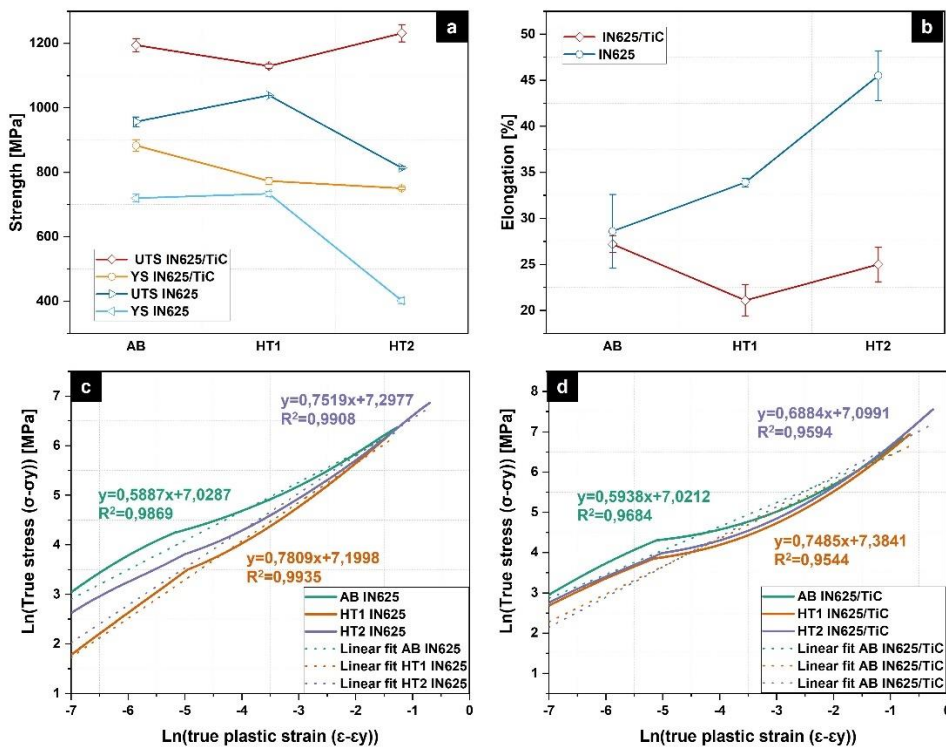 a
1200
1000
800
600
400
Strength [MPa]
UTS IN625/TiC
YS IN625/TiC
UTS IN625
YS IN625
AB HT1 HT2
b
50
45
40
35
30
25
20
Elongation [%]
IN625/TiC
IN625
AB HT1 HT2
c
7
6
5
4
3
2
1
Ln(True stress (σ-σy)) [MPa]
y=0,7519x+7,2977
R²=0,9908
y=0,5887x+7,0287
R²=0,9869
y=0,7809x+7,1998
R²=0,9935
AB IN625
HT1 IN625
HT2 IN625
Linear fit AB IN625
Linear fit HT1 IN625
Linear fit HT2 IN625
-7 -6 -5 -4 -3 -2 -1 0
Ln(true plastic strain (ε-εy))
d
8
7
6
5
4
3
2
1
Ln(True stress (σ-σy)) [MPa]
y=0,6884x+7,0991
R²=0,9594
y=0,5938x+7,0212
R²=0,9684
y=0,7485x+7,3841
R²=0,9544
AB IN625/TiC
HT1 IN625/TiC
HT2 IN625/TiC
Linear fit AB IN625/TiC
Linear fit AB IN625/TiC
Linear fit AB IN625/TiC
-7 -6 -5 -4 -3 -2 -1 0
Ln(true plastic strain (ε-εy))